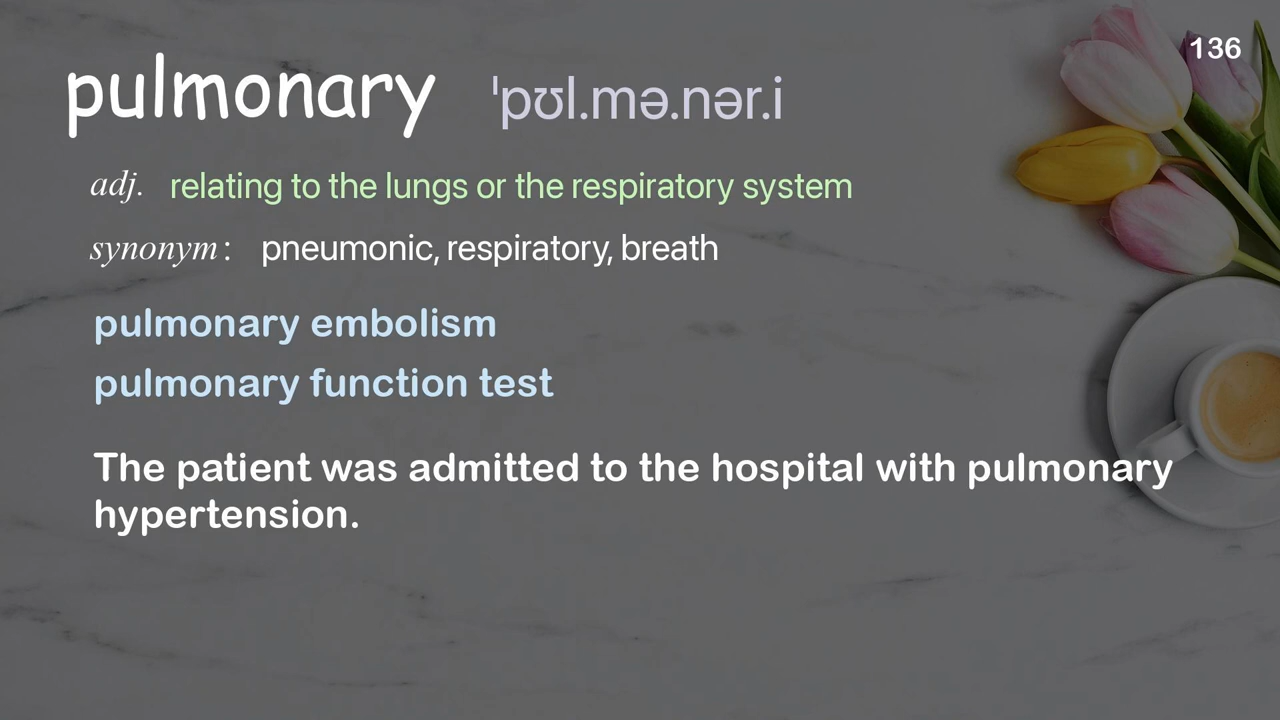 136
pulmonary ˈpʊl.mə.nər.i
adj. relating to the lungs or the respiratory system
synonym : pneumonic, respiratory, breath
pulmonary embolism
pulmonary function test
The patient was admitted to the hospital with pulmonary
hypertension.